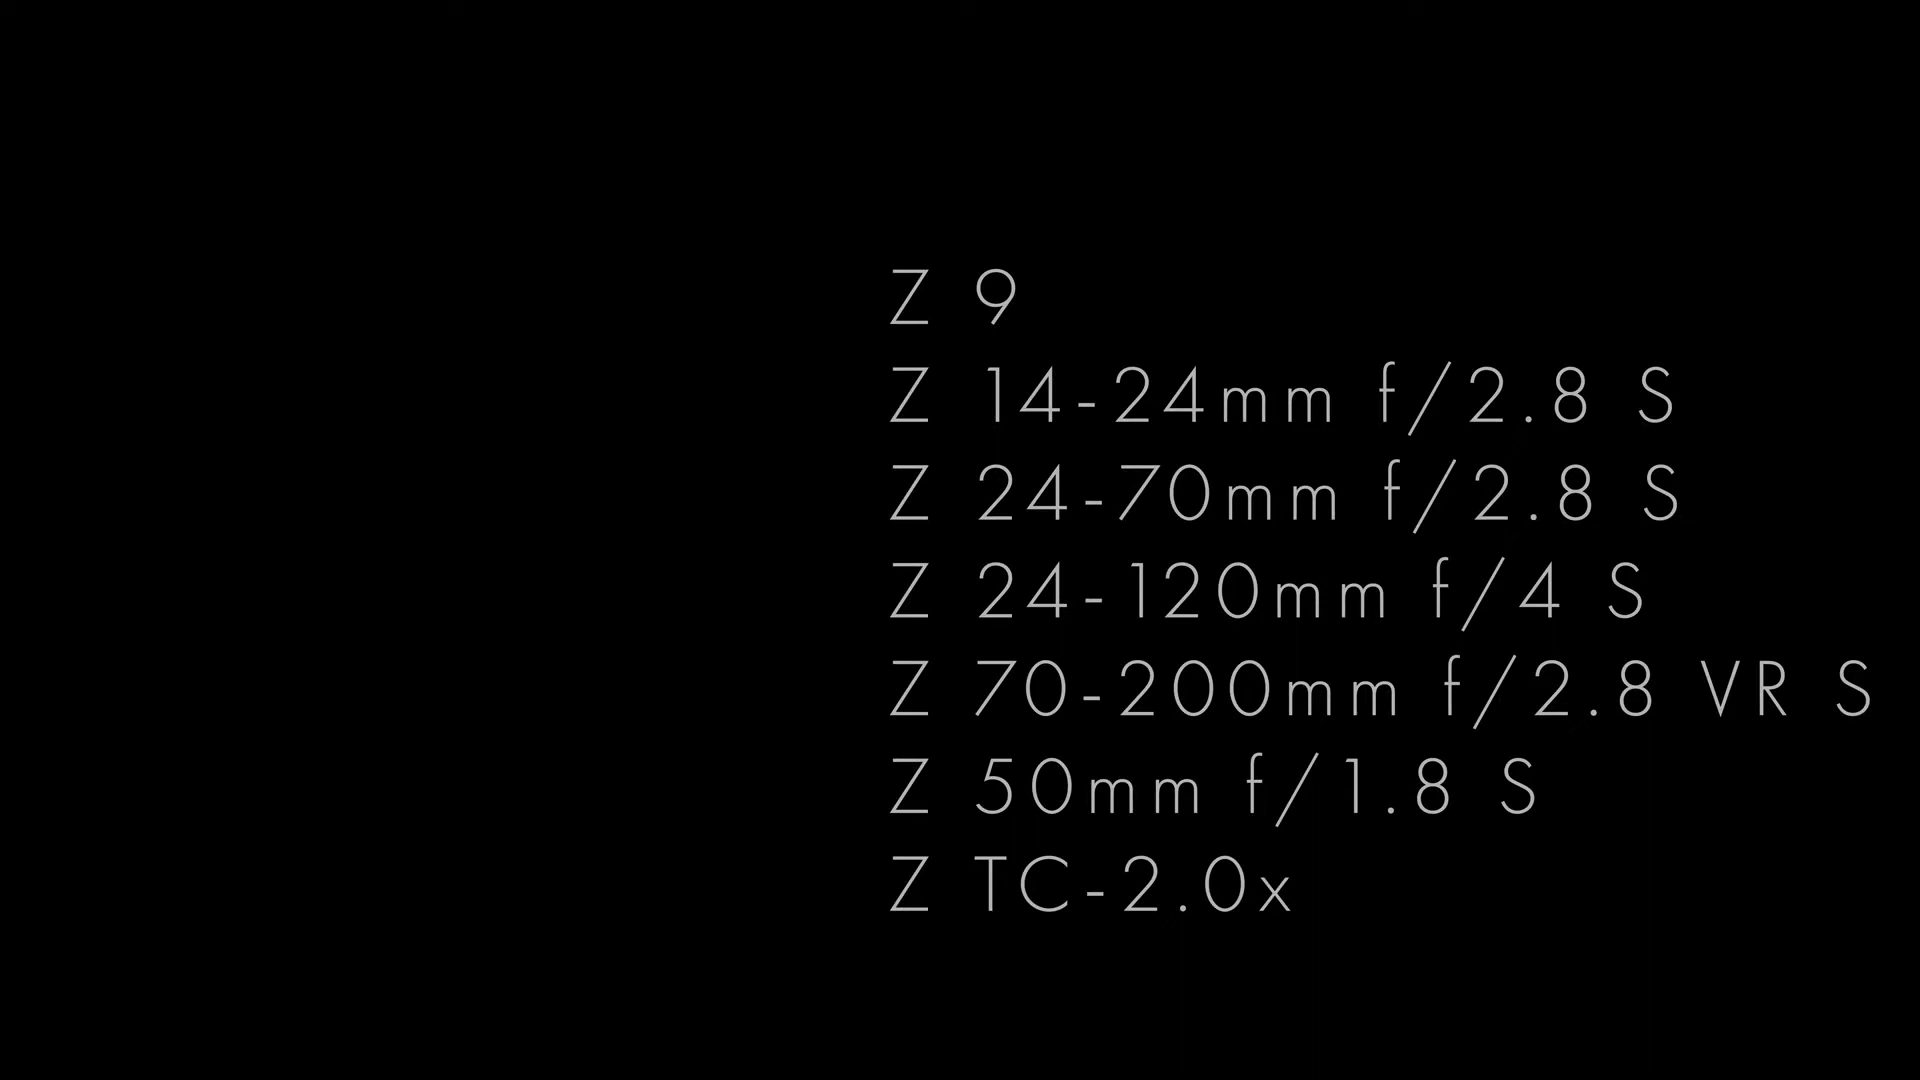 Z 9
Z 14-24mm f/2.8 S
Z 24-70mm f/2.8 S
Z 24-120mm f/4 S
Z 70-200mm f/2.8 VR S
Z 50mm f/1.8 S
Z TC-2.0x